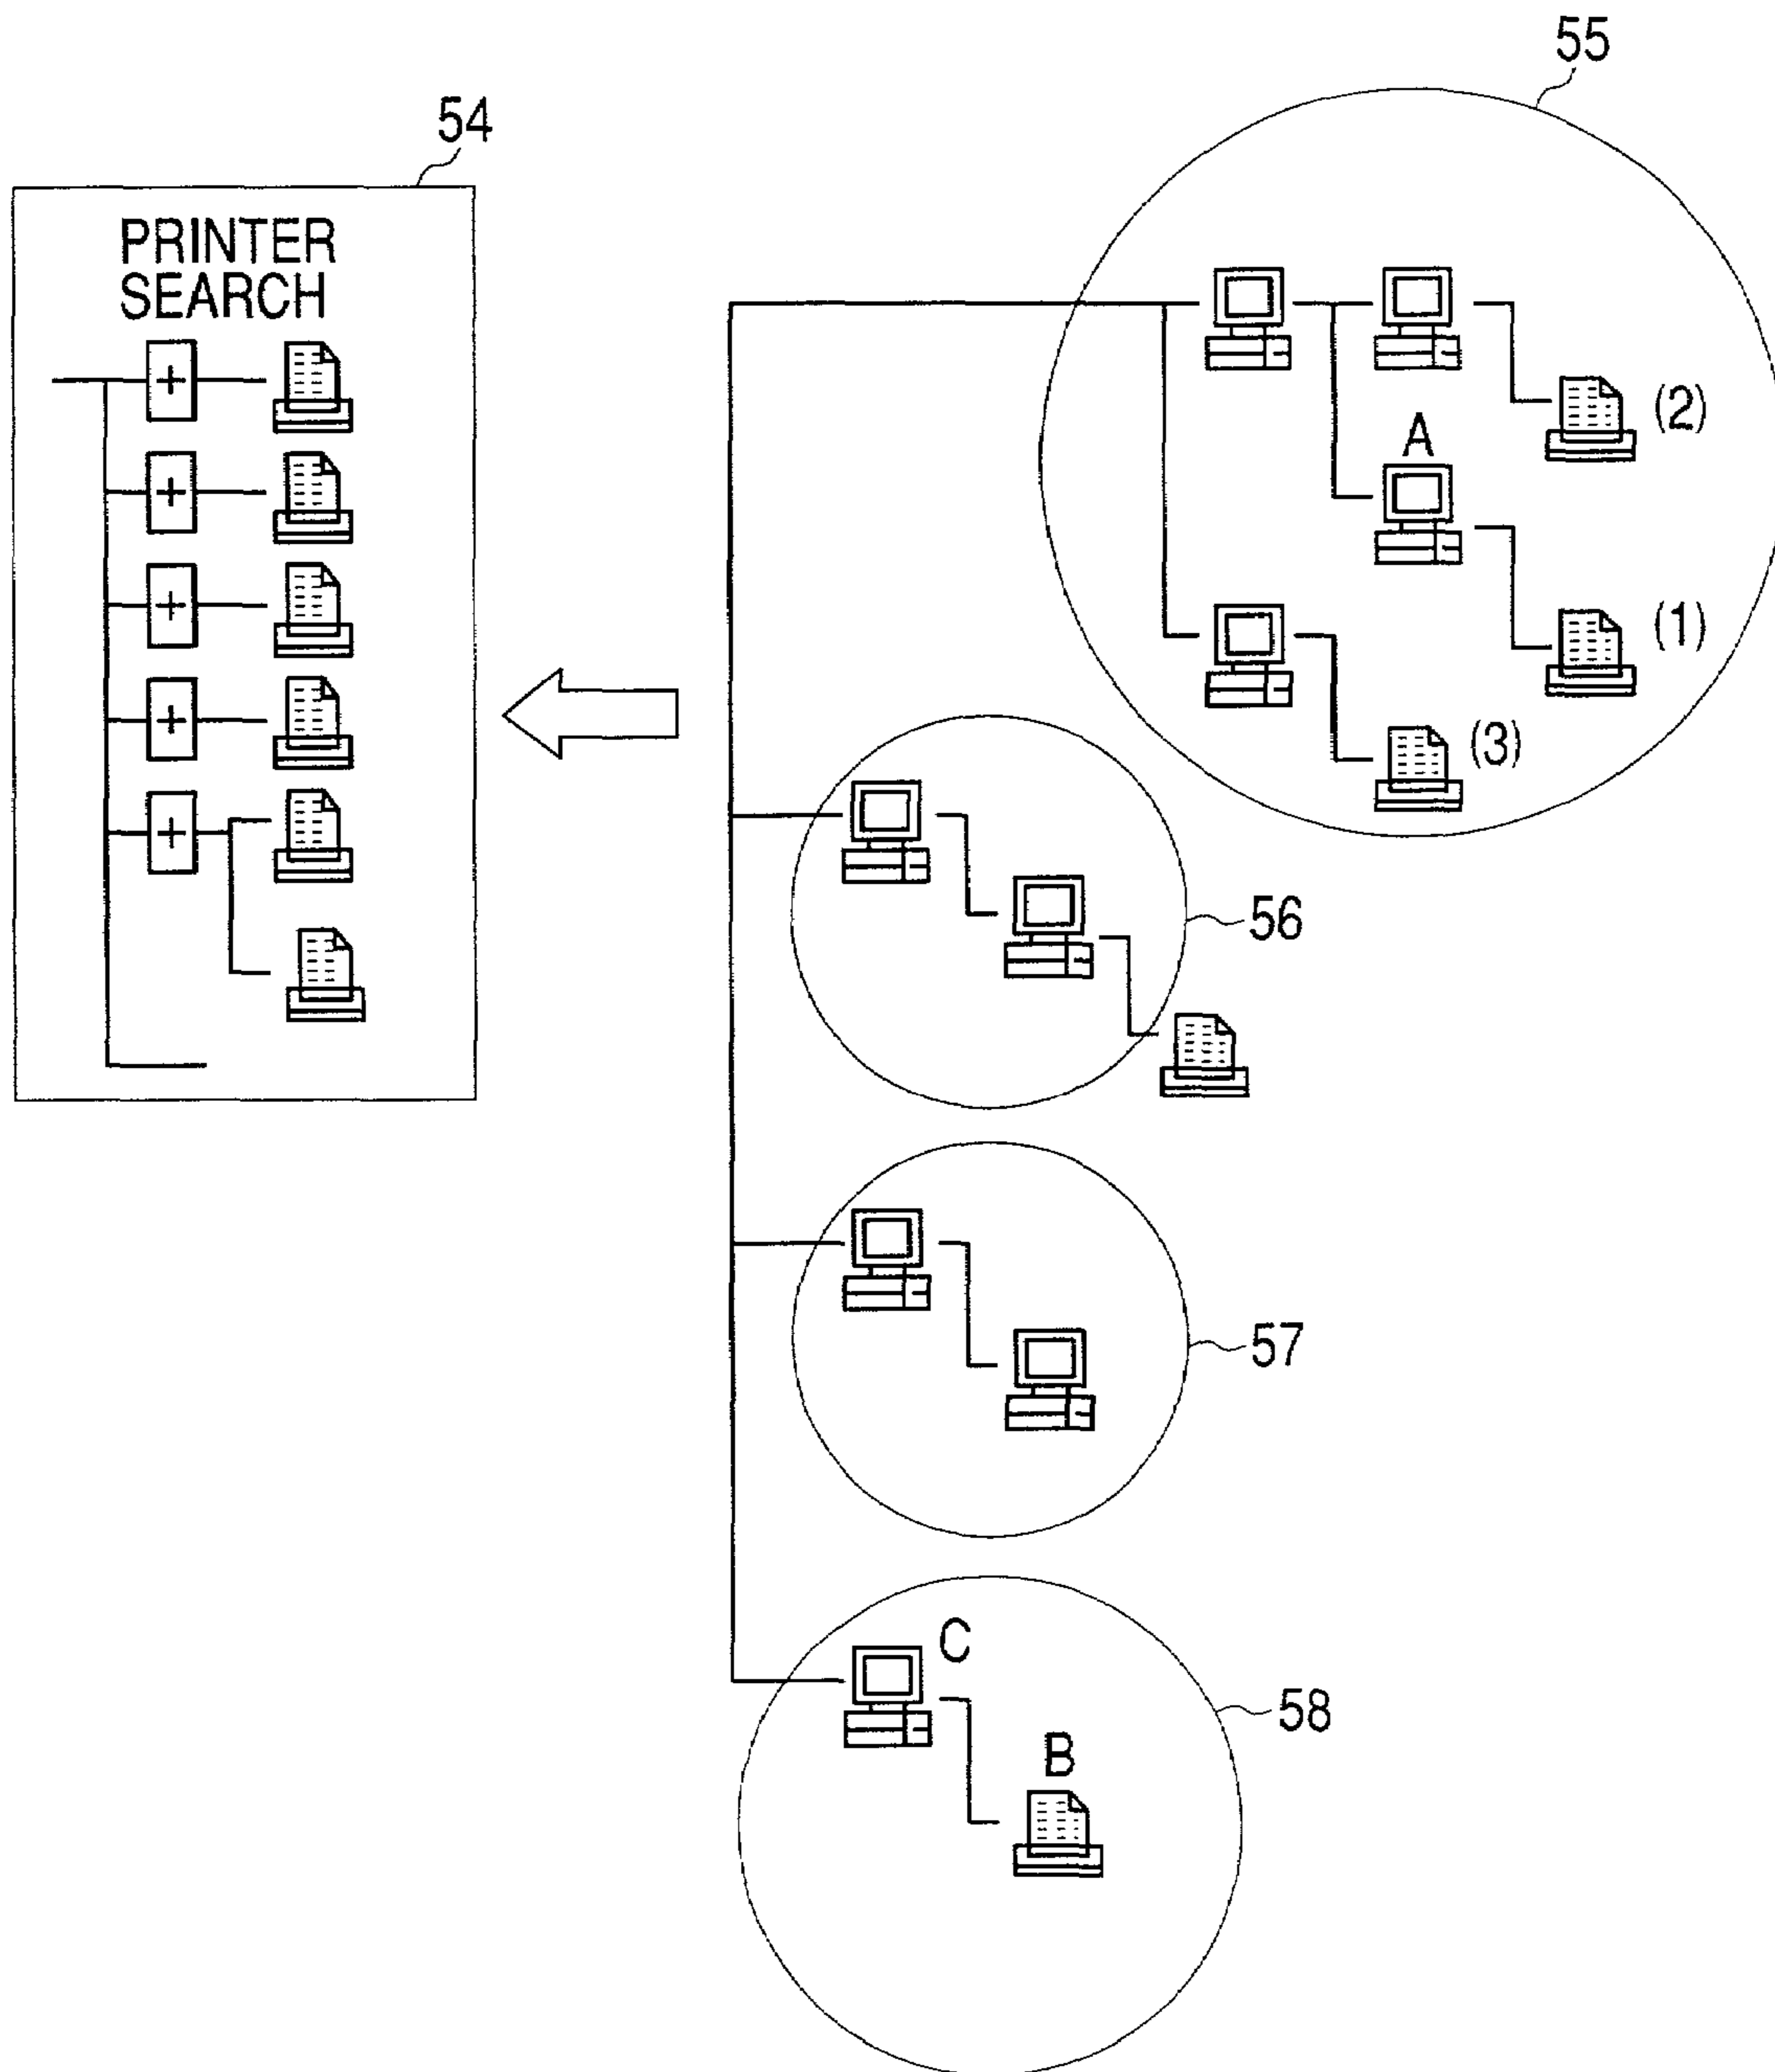 55
54
PRINTER
SEARCH
+
+
+
+
+
(2)
A
(1)
(3)
56
57
C
58
B